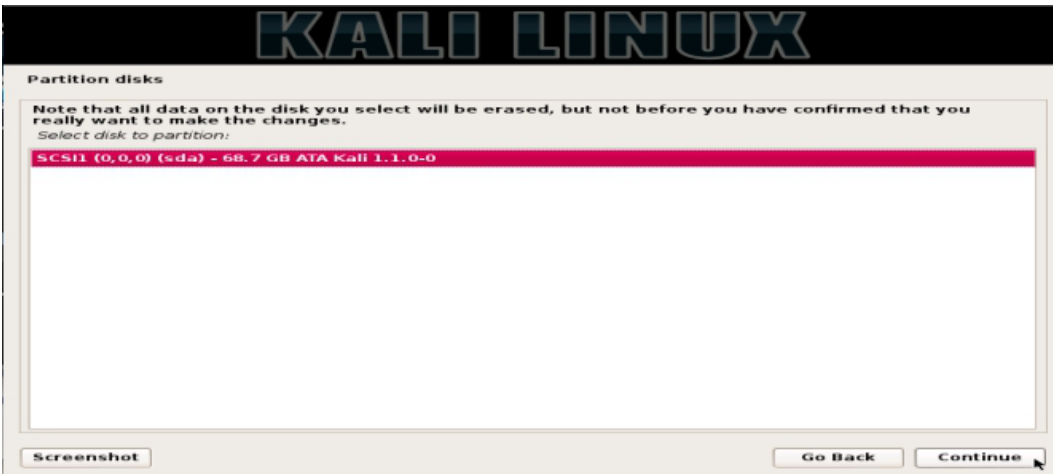 KALI LINUX
Partition disks
Note that all data on the disk you select will be erased, but not before you have confirmed that you
really want to make the changes.
Select disk to partition:
SCSI1 (0,0,0) (sda) - 68.7 GB ATA Kali 1.1.0-0
Screenshot
Go Back
Continue